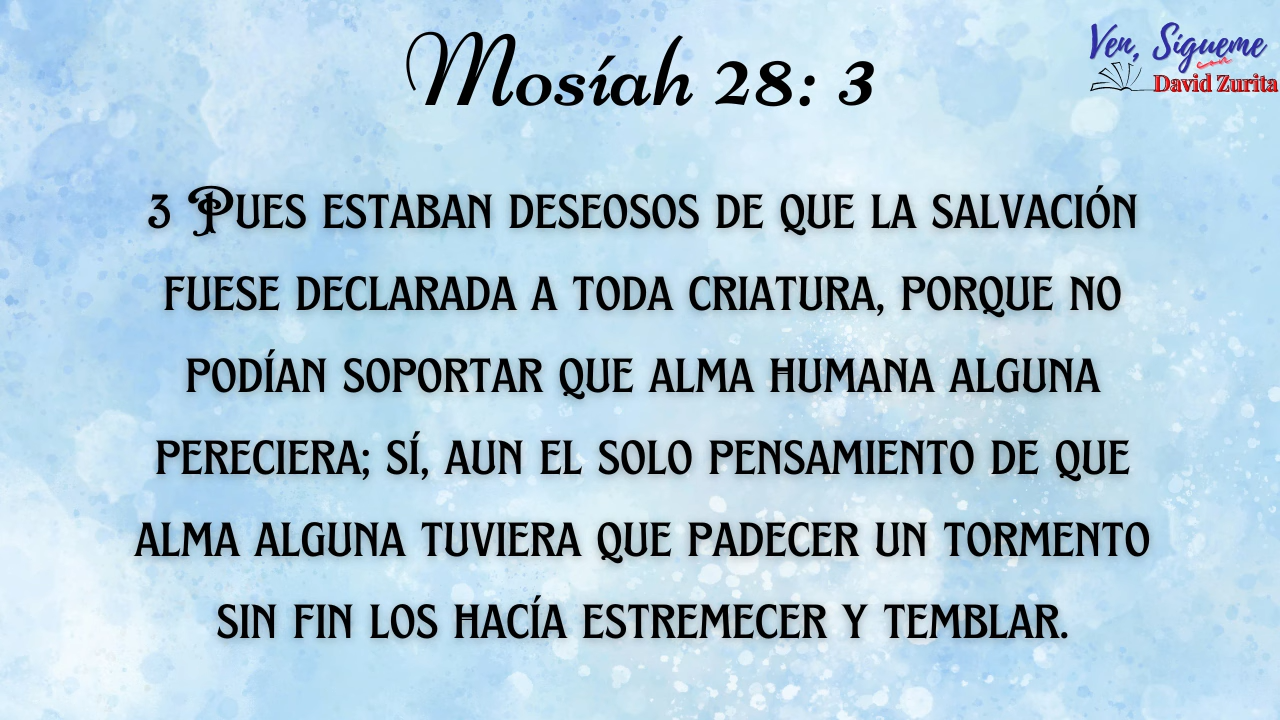 Mosíah 28: 3
Ven, Sígueme
con
David Zurita
3 Pues estaban deseosos de que la salvación
fuese declarada a toda criatura, porque no
podían soportar que alma humana alguna
pereciera; sí, aun el solo pensamiento de que
alma alguna tuviera que padecer un tormento
sin fin los hacía estremecer y temblar.